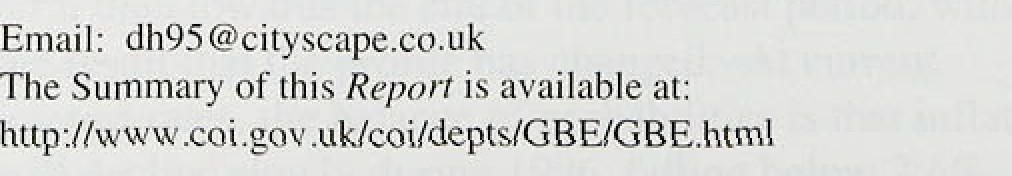 Email: dh95@cityscape.co.uk
The Summary of this Report is available at:
http://www.coi.gov.uk/coi/depts/GBE/GBE.html